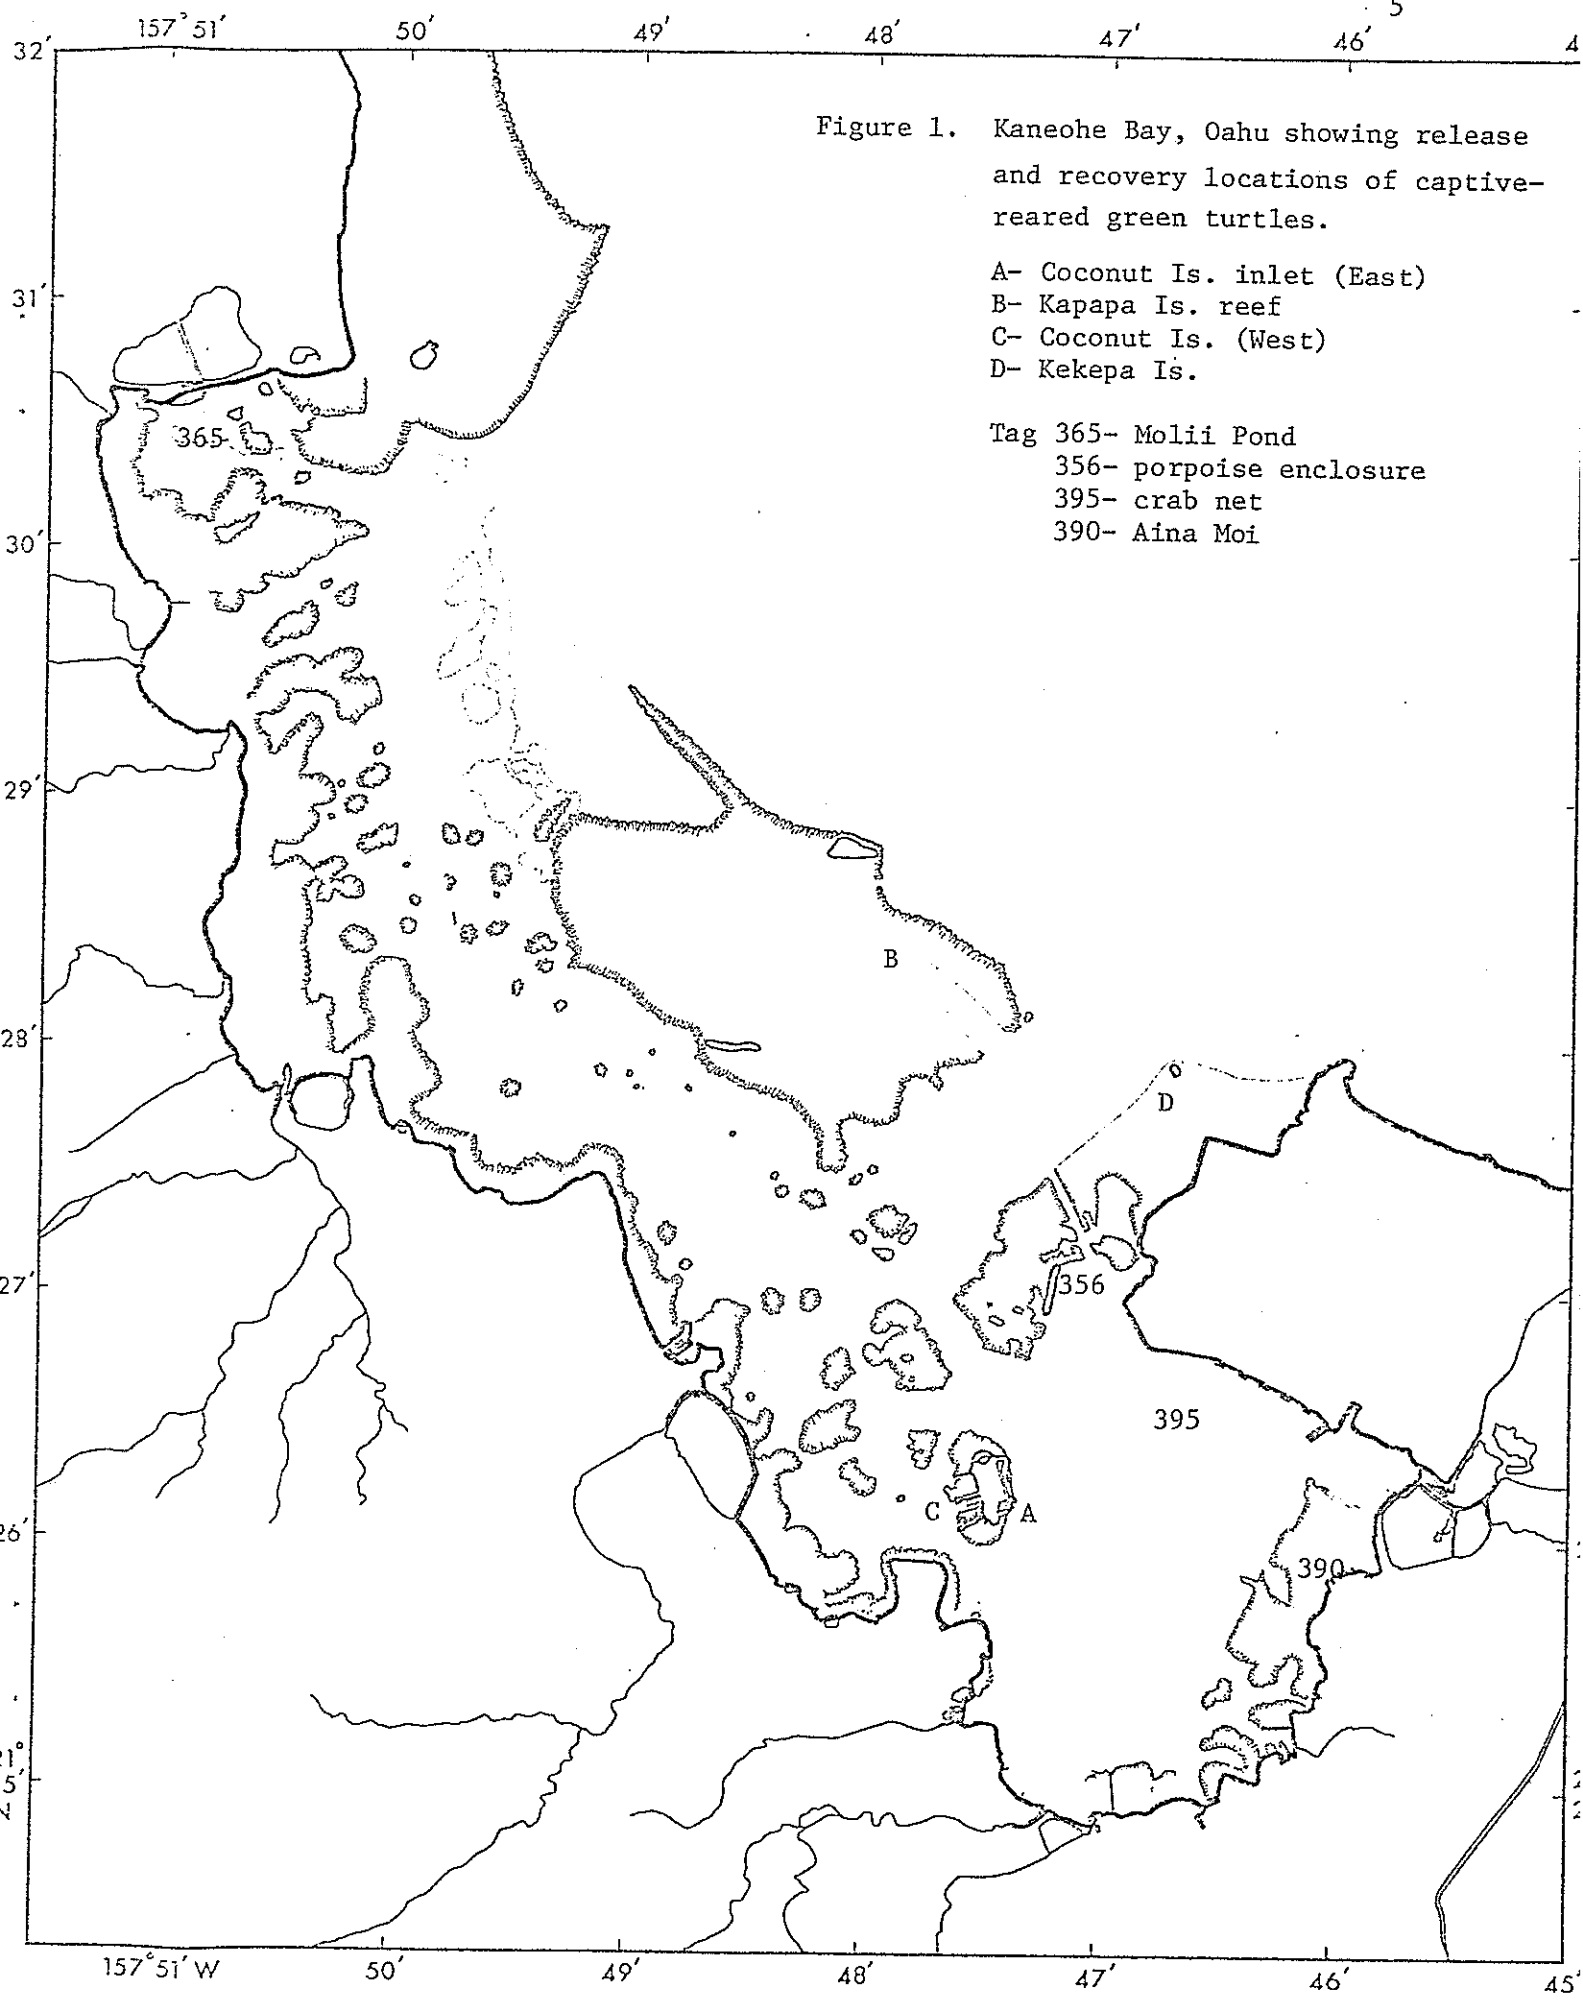 5
157° 51' 50' 49' 48' 47' 46' 4
32'
Figure 1. Kaneohe Bay, Oahu showing release
and recovery locations of captive-
reared green turtles.
A- Coconut Is. inlet (East)
B- Kapapa Is. reef
C- Coconut Is. (West)
D- Kekepa Is.
Tag 365- Molii Pond
356- porpoise enclosure
395- crab net
390- Aina Moi
31'
365
30'
29'
B
28'
D
27'
356
395
C A
26'
390
1°
5'
157° 51' W 50' 49' 48' 47' 46' 45'